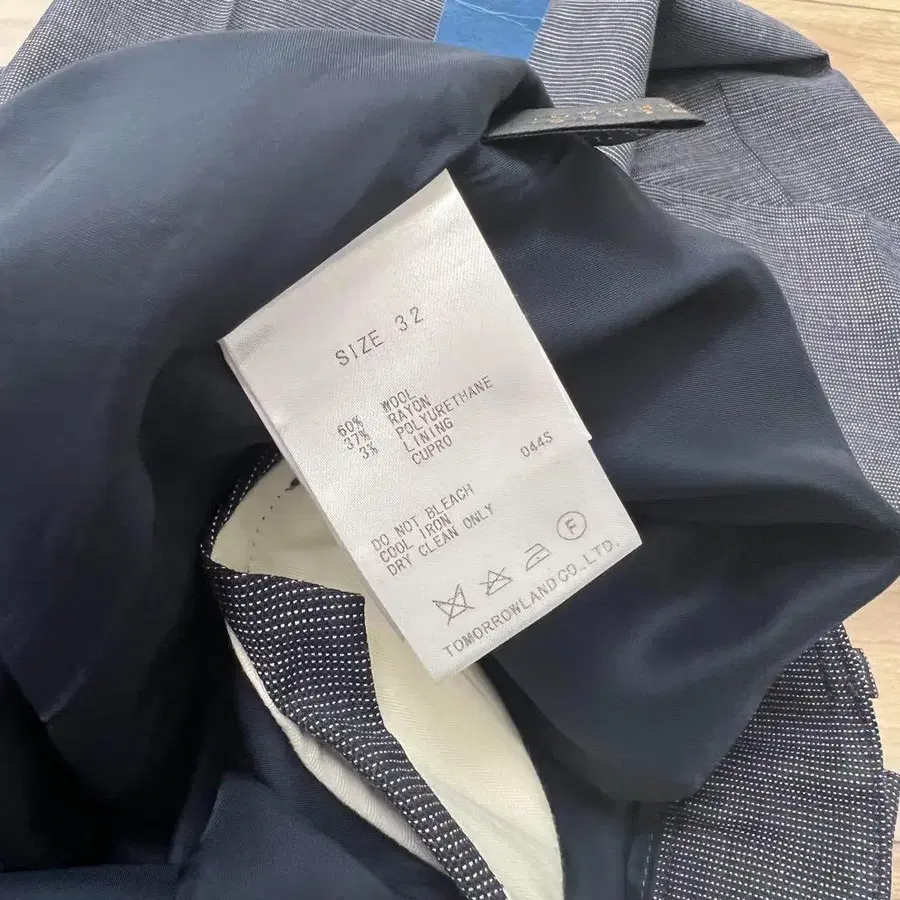 SIZE 32
60% WOOL
37% RAYON
3% POLYURETHANE
LINING
CUPRO
044S
DO NOT BLEACH
COOL IRON
DRY CLEAN ONLY
F
TOMORROWLAND CO., LTD.